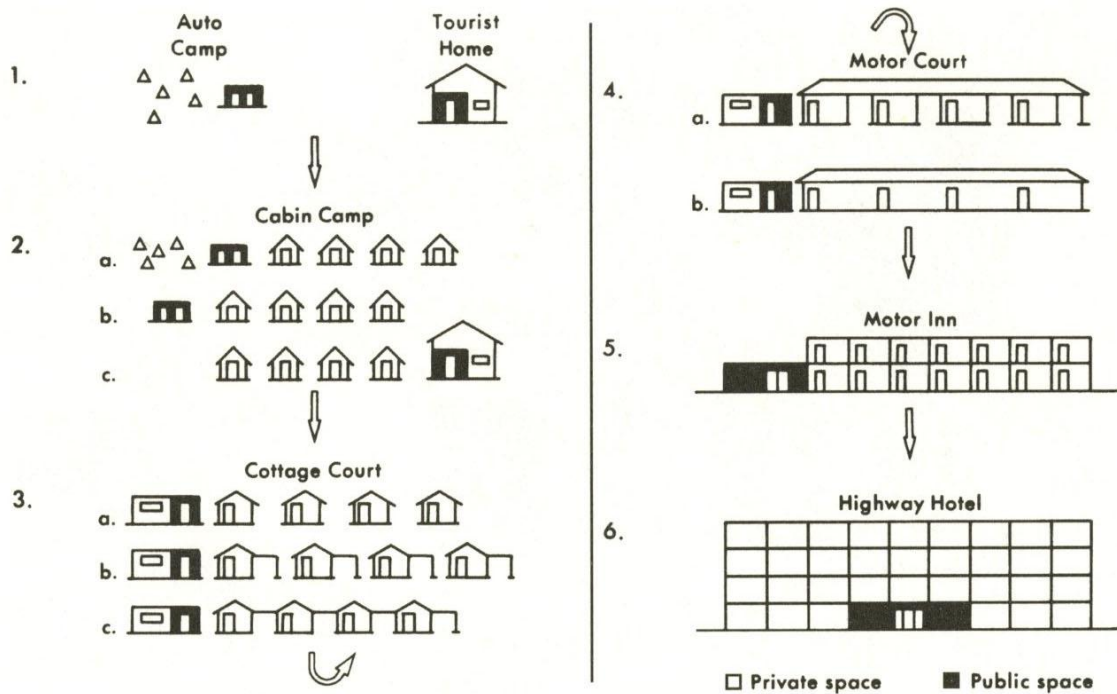 Auto
Camp
Tourist
Home
1.
Cabin Camp
2.
a.
b.
c.
Cottage Court
3.
a.
b.
c.
Motor Court
4.
a.
b.
Motor Inn
5.
Highway Hotel
6.
Private space
Public space